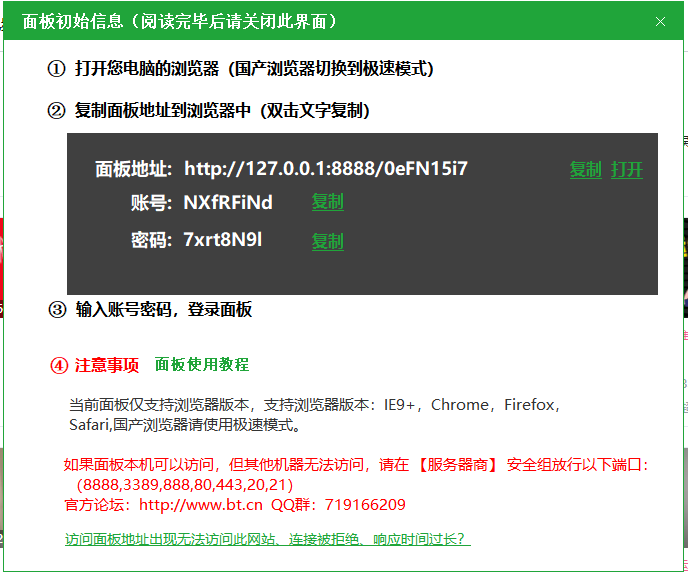 面板初始信息（阅读完毕后请关闭此界面）
① 打开您电脑的浏览器（国产浏览器切换到极速模式）
② 复制面板地址到浏览器中（双击文字复制）
面板地址: http://127.0.0.1:8888/0eFN15i7 复制 打开
账号: NXfRFiNd 复制
密码: 7xrt8N9l 复制
③ 输入账号密码，登录面板
④ 注意事项 面板使用教程
当前面板仅支持浏览器版本，支持浏览器版本：IE9+，Chrome，Firefox，
Safari,国产浏览器请使用极速模式。
如果面板本机可以访问，但其他机器无法访问，请在 【服务器商】 安全组放行以下端口：
（8888,3389,888,80,443,20,21）
官方论坛：http://www.bt.cn QQ群：719166209
访问面板地址出现无法访问此网站、连接被拒绝、响应时间过长？